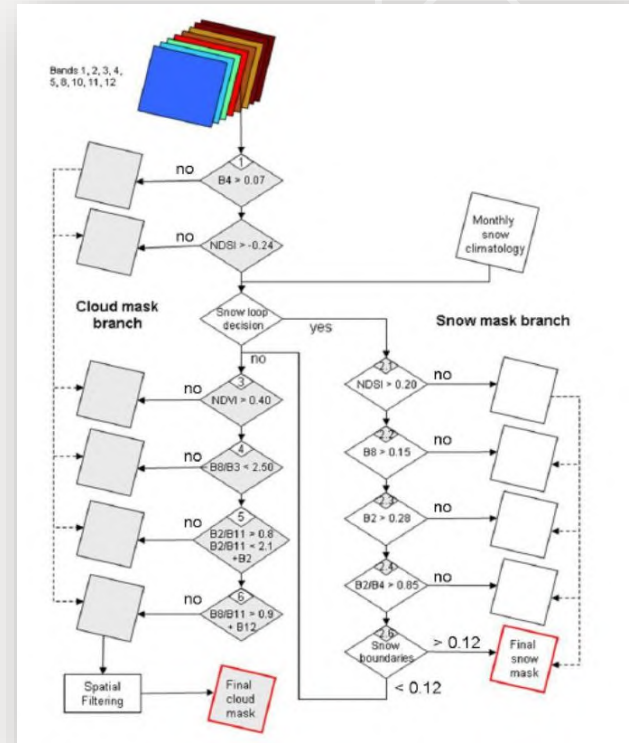 Bands 1, 2, 3, 4,
5, 8, 10, 11, 12
1
B4 > 0.07
no
NDSI > -0.24
no
Monthly
snow
climatology
Cloud mask
branch
Snow loop
decision
yes
no
Snow mask branch
3
NDVI > 0.40
no
4
B8/B3 < 2.50
no
5
B2/B11 > 0.8
B2/B11 < 2.1
+B2
no
6
B8/B11 > 0.9
+ B12
no
Spatial
Filtering
Final
cloud
mask
2.1
NDSI > 0.20
no
2.2
B8 > 0.15
no
2.3
B2 > 0.28
no
2.4
B2/B4 > 0.85
no
2.6
Snow
boundaries
> 0.12
< 0.12
Final
snow
mask